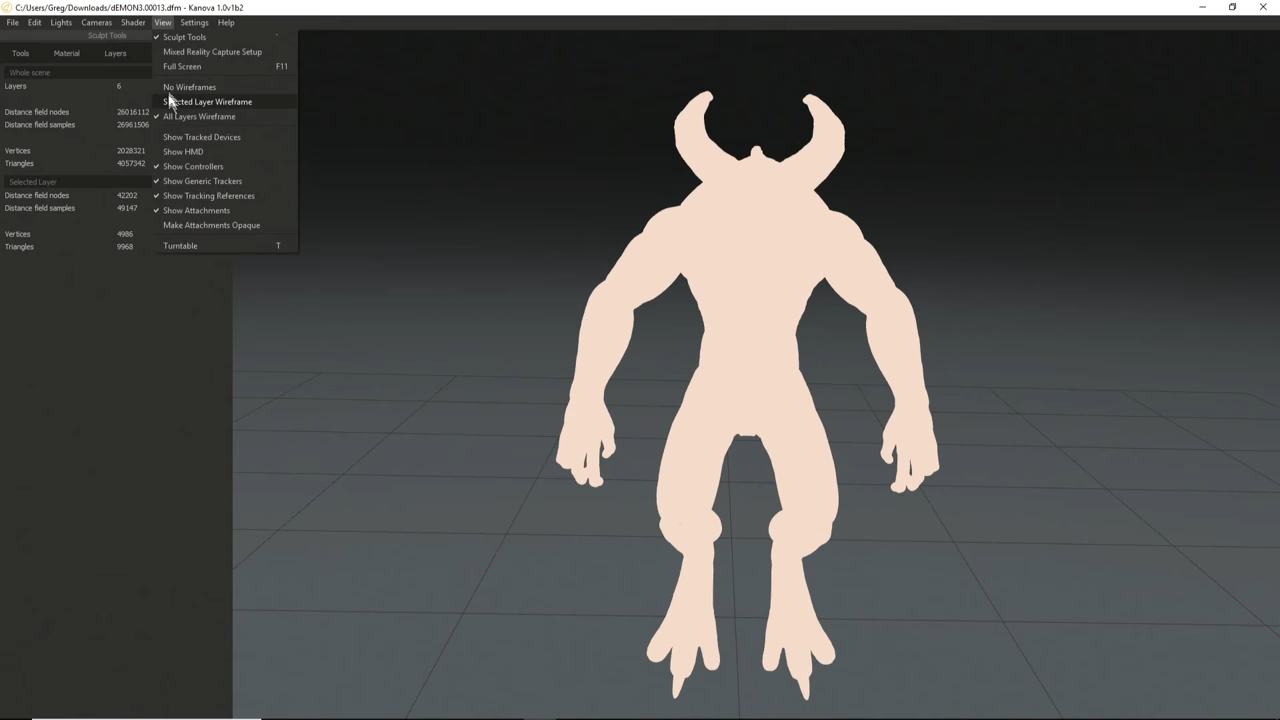 C:/Users/Greg/Downloads/dEMON3.00013.dfm - Kanova 1.0v1b2
File Edit Lights Cameras Shader View Settings Help
Sculpt Tools
Tools Material Layers
Whole scene
Layers 6
Distance field nodes 26016112
Distance field samples 26961506
Vertices 2028321
Triangles 4057342
Selected Layer
Distance field nodes 42202
Distance field samples 49147
Vertices 4986
Triangles 9968
Sculpt Tools `
Mixed Reality Capture Setup
Full Screen F11
No Wireframes
Selected Layer Wireframe
All Layers Wireframe
Show Tracked Devices
Show HMD
Show Controllers
Show Generic Trackers
Show Tracking References
Show Attachments
Make Attachments Opaque
Turntable T